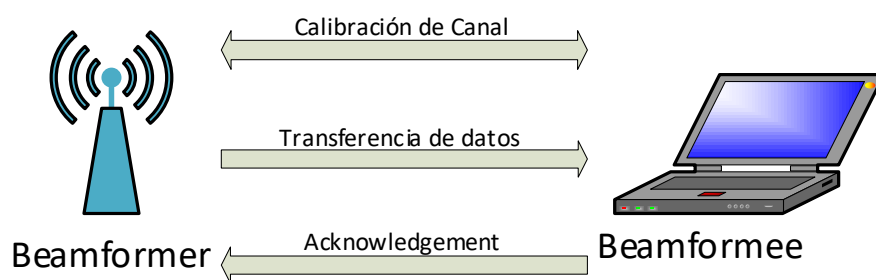 Calibración de Canal
Transferencia de datos
Acknowledgement
Beamformer
Beamformee